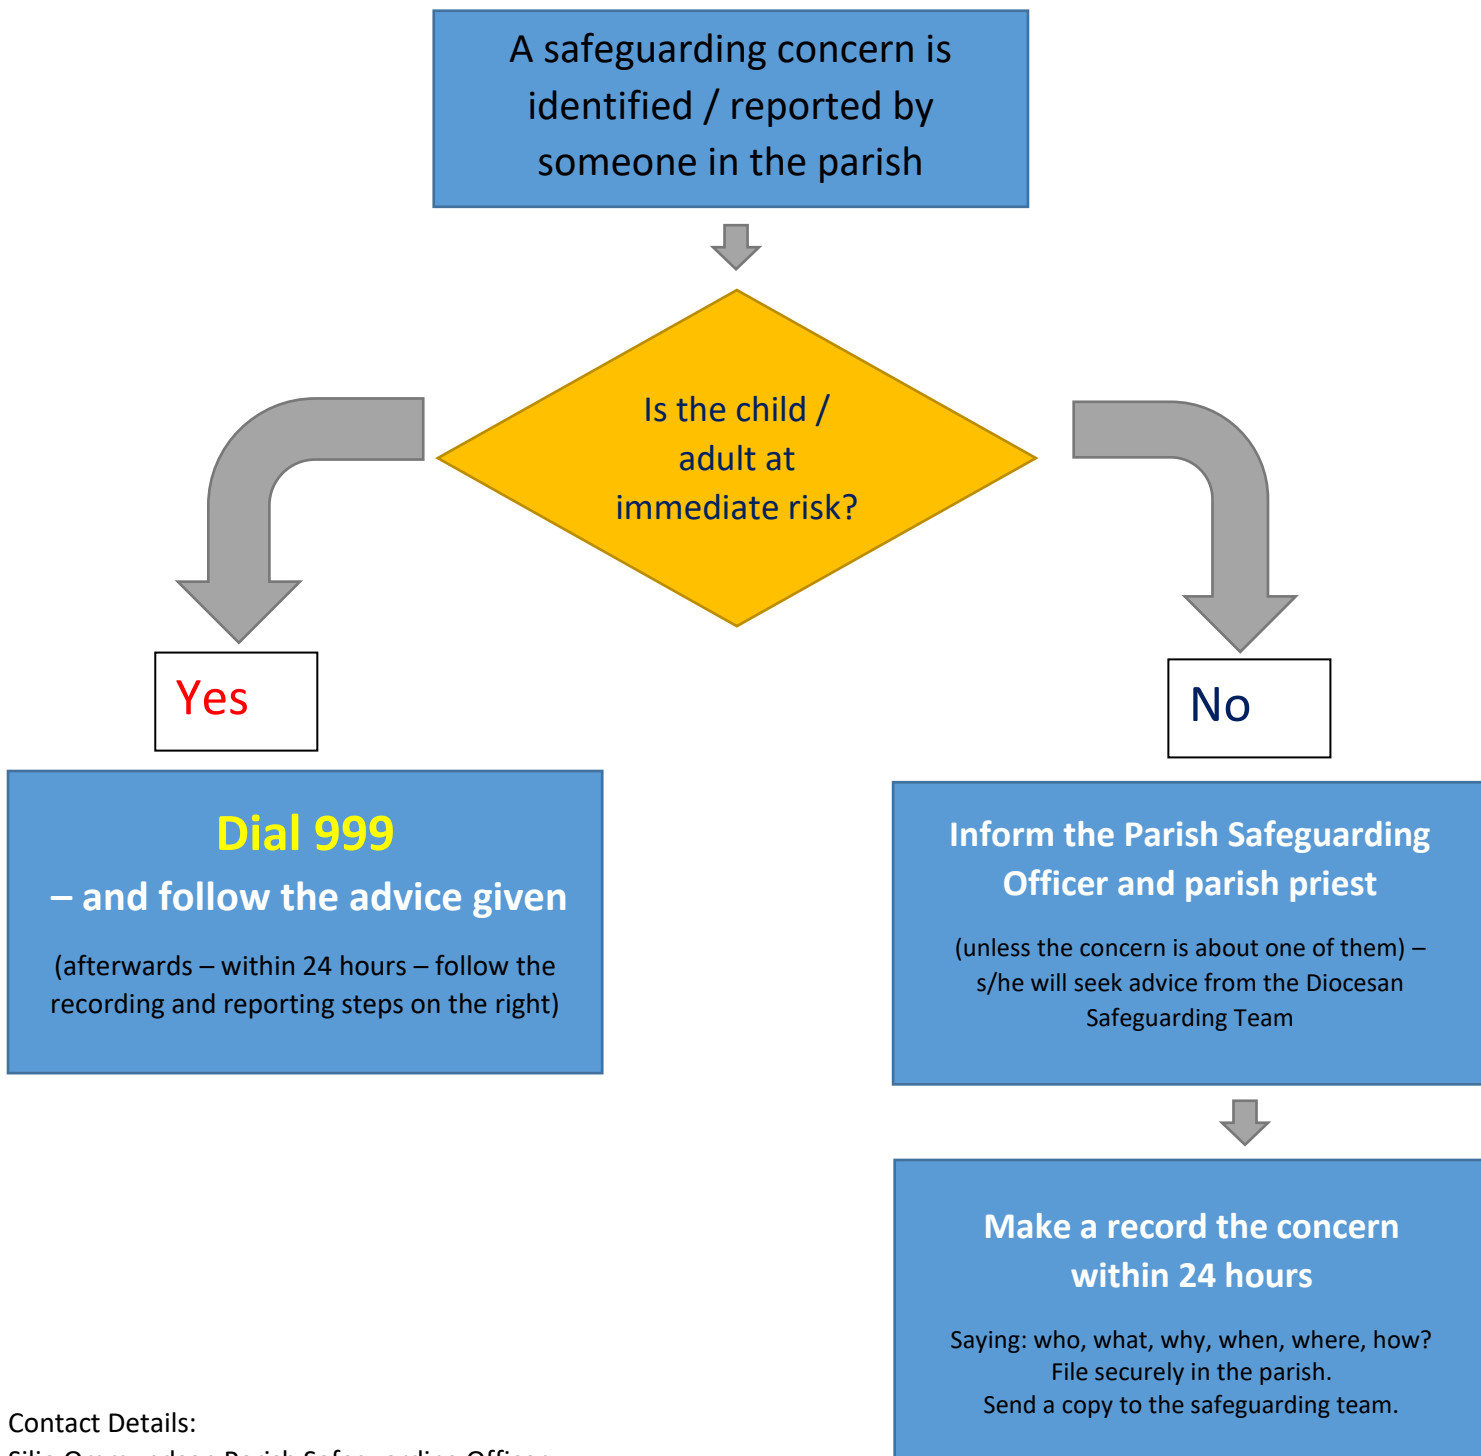 A safeguarding concern is
identified / reported by
someone in the parish
Is the child /
adult at
immediate risk?
Yes
No
Dial 999
– and follow the advice given
(afterwards – within 24 hours – follow the
recording and reporting steps on the right)
Inform the Parish Safeguarding
Officer and parish priest
(unless the concern is about one of them) –
s/he will seek advice from the Diocesan
Safeguarding Team
Make a record the concern
within 24 hours
Saying: who, what, why, when, where, how?
File securely in the parish.
Send a copy to the safeguarding team.
Contact Details:
Parish Safeguarding Officer